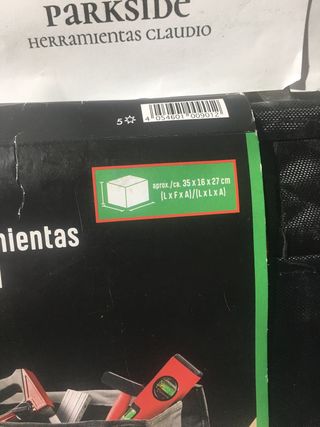 PARKSIDE
HERRAMIENTAS CLAUDIO
5
4 054601 009012
aprox./ca. 35 x 16 x 27 cm
(L x F x A)/(L x L x A)
mientas